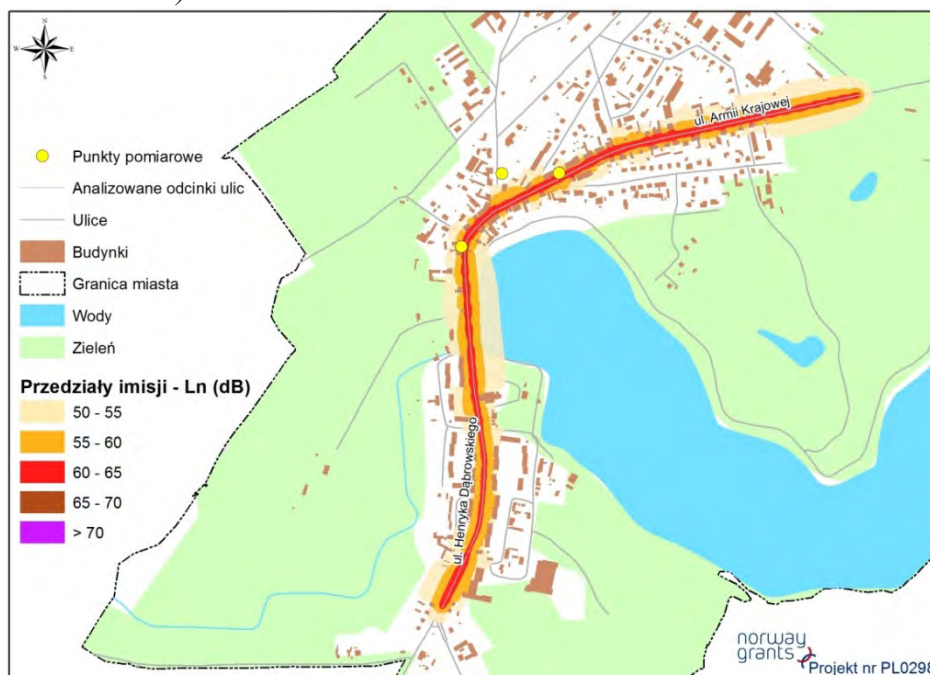 N
W
E
S
Punkty pomiarowe
Analizowane odcinki ulic
Ulice
Budynki
Granica miasta
Wody
Zieleń
Przedziały imisji - Ln (dB)
50 - 55
55 - 60
60 - 65
65 - 70
> 70
ul. Armii Krajowej
ul. Henryka Dąbrowskiego
norway
grants
Projekt nr PL0298